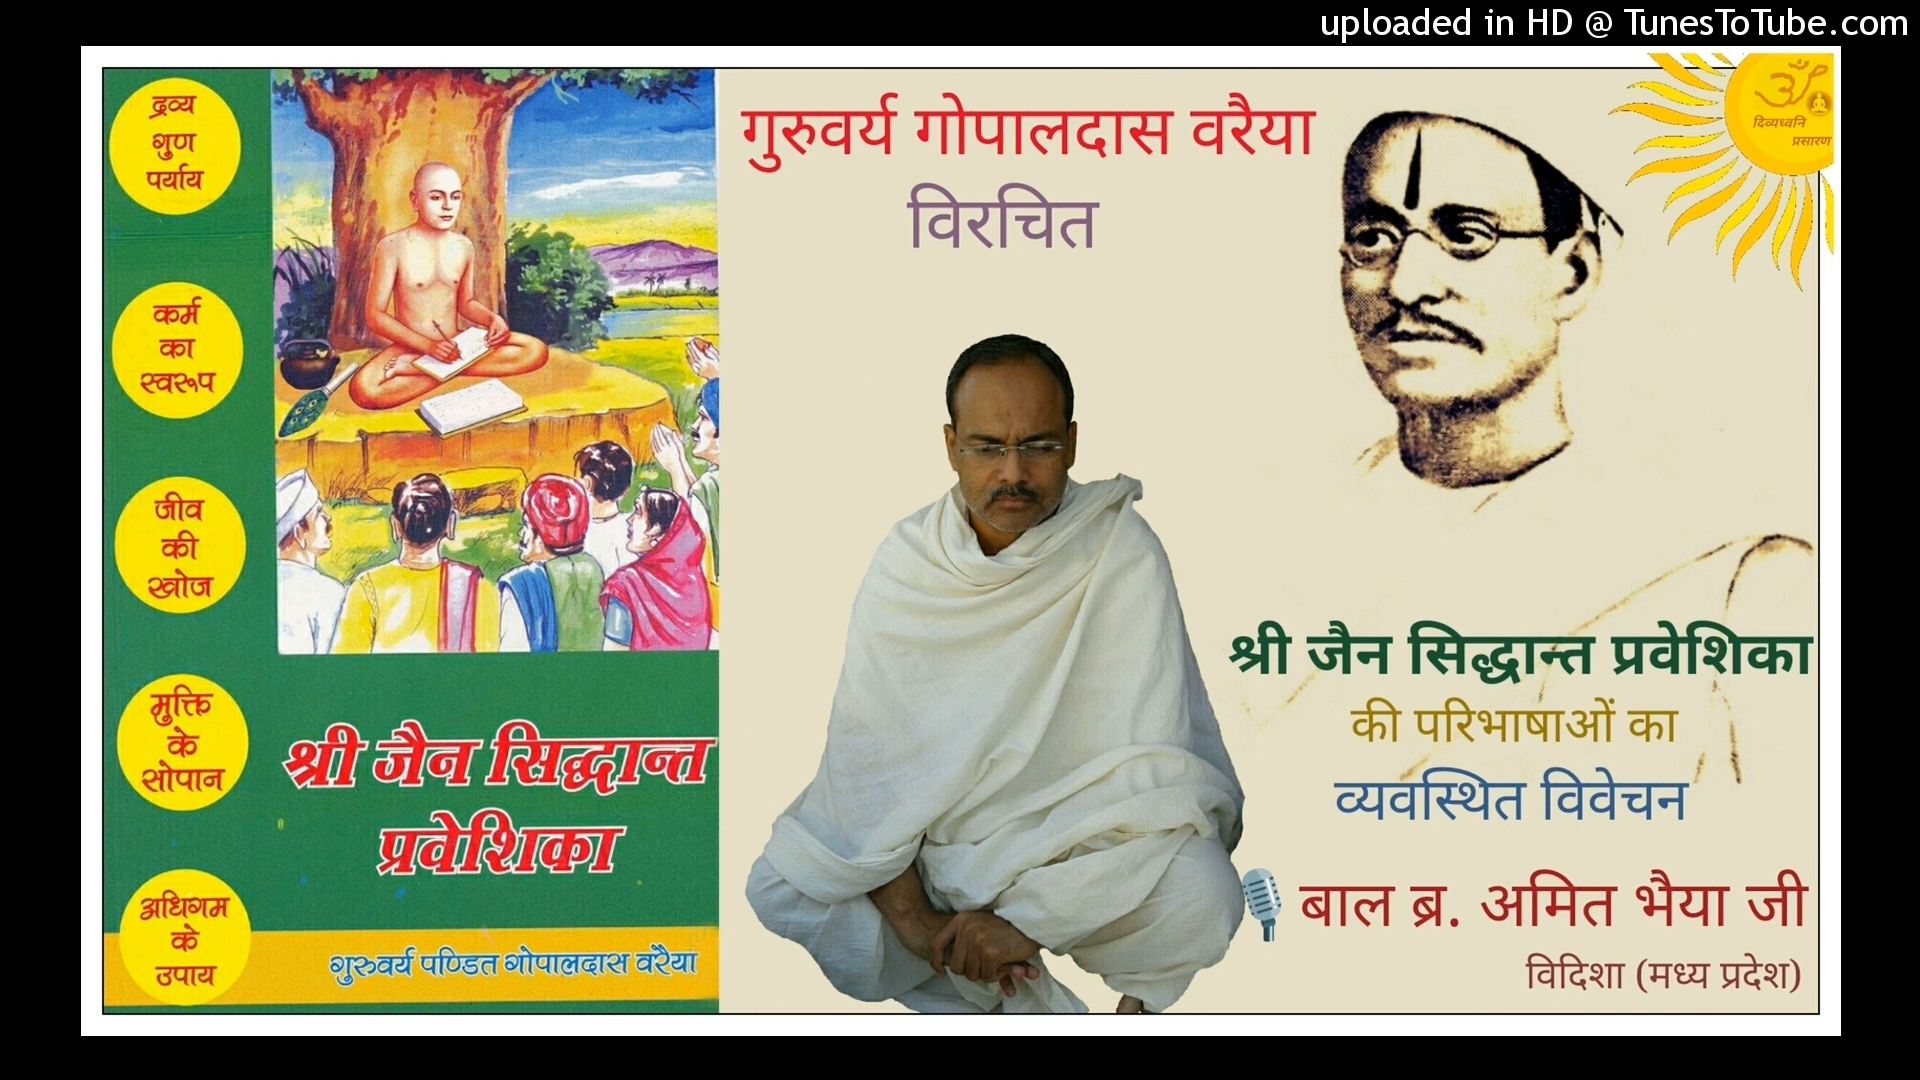 uploaded in HD @ TunesToTube.com
द्रव्य
गुण
पर्याय
कर्म
का
स्वरूप
जीव
की
खोज
मुक्ति
के
सोपान
अधिगम
के
उपाय
श्री जैन सिद्धान्त
प्रवेशिका
गुरुवर्य पण्डित गोपालदास वरैया
गुरुवर्य गोपालदास वरैया
विरचित
दिव्यध्वनि
प्रसारण
श्री जैन सिद्धान्त प्रवेशिका
की परिभाषाओं का
व्यवस्थित विवेचन
बाल ब्र. अमित भैया जी
विदिशा (मध्य प्रदेश)